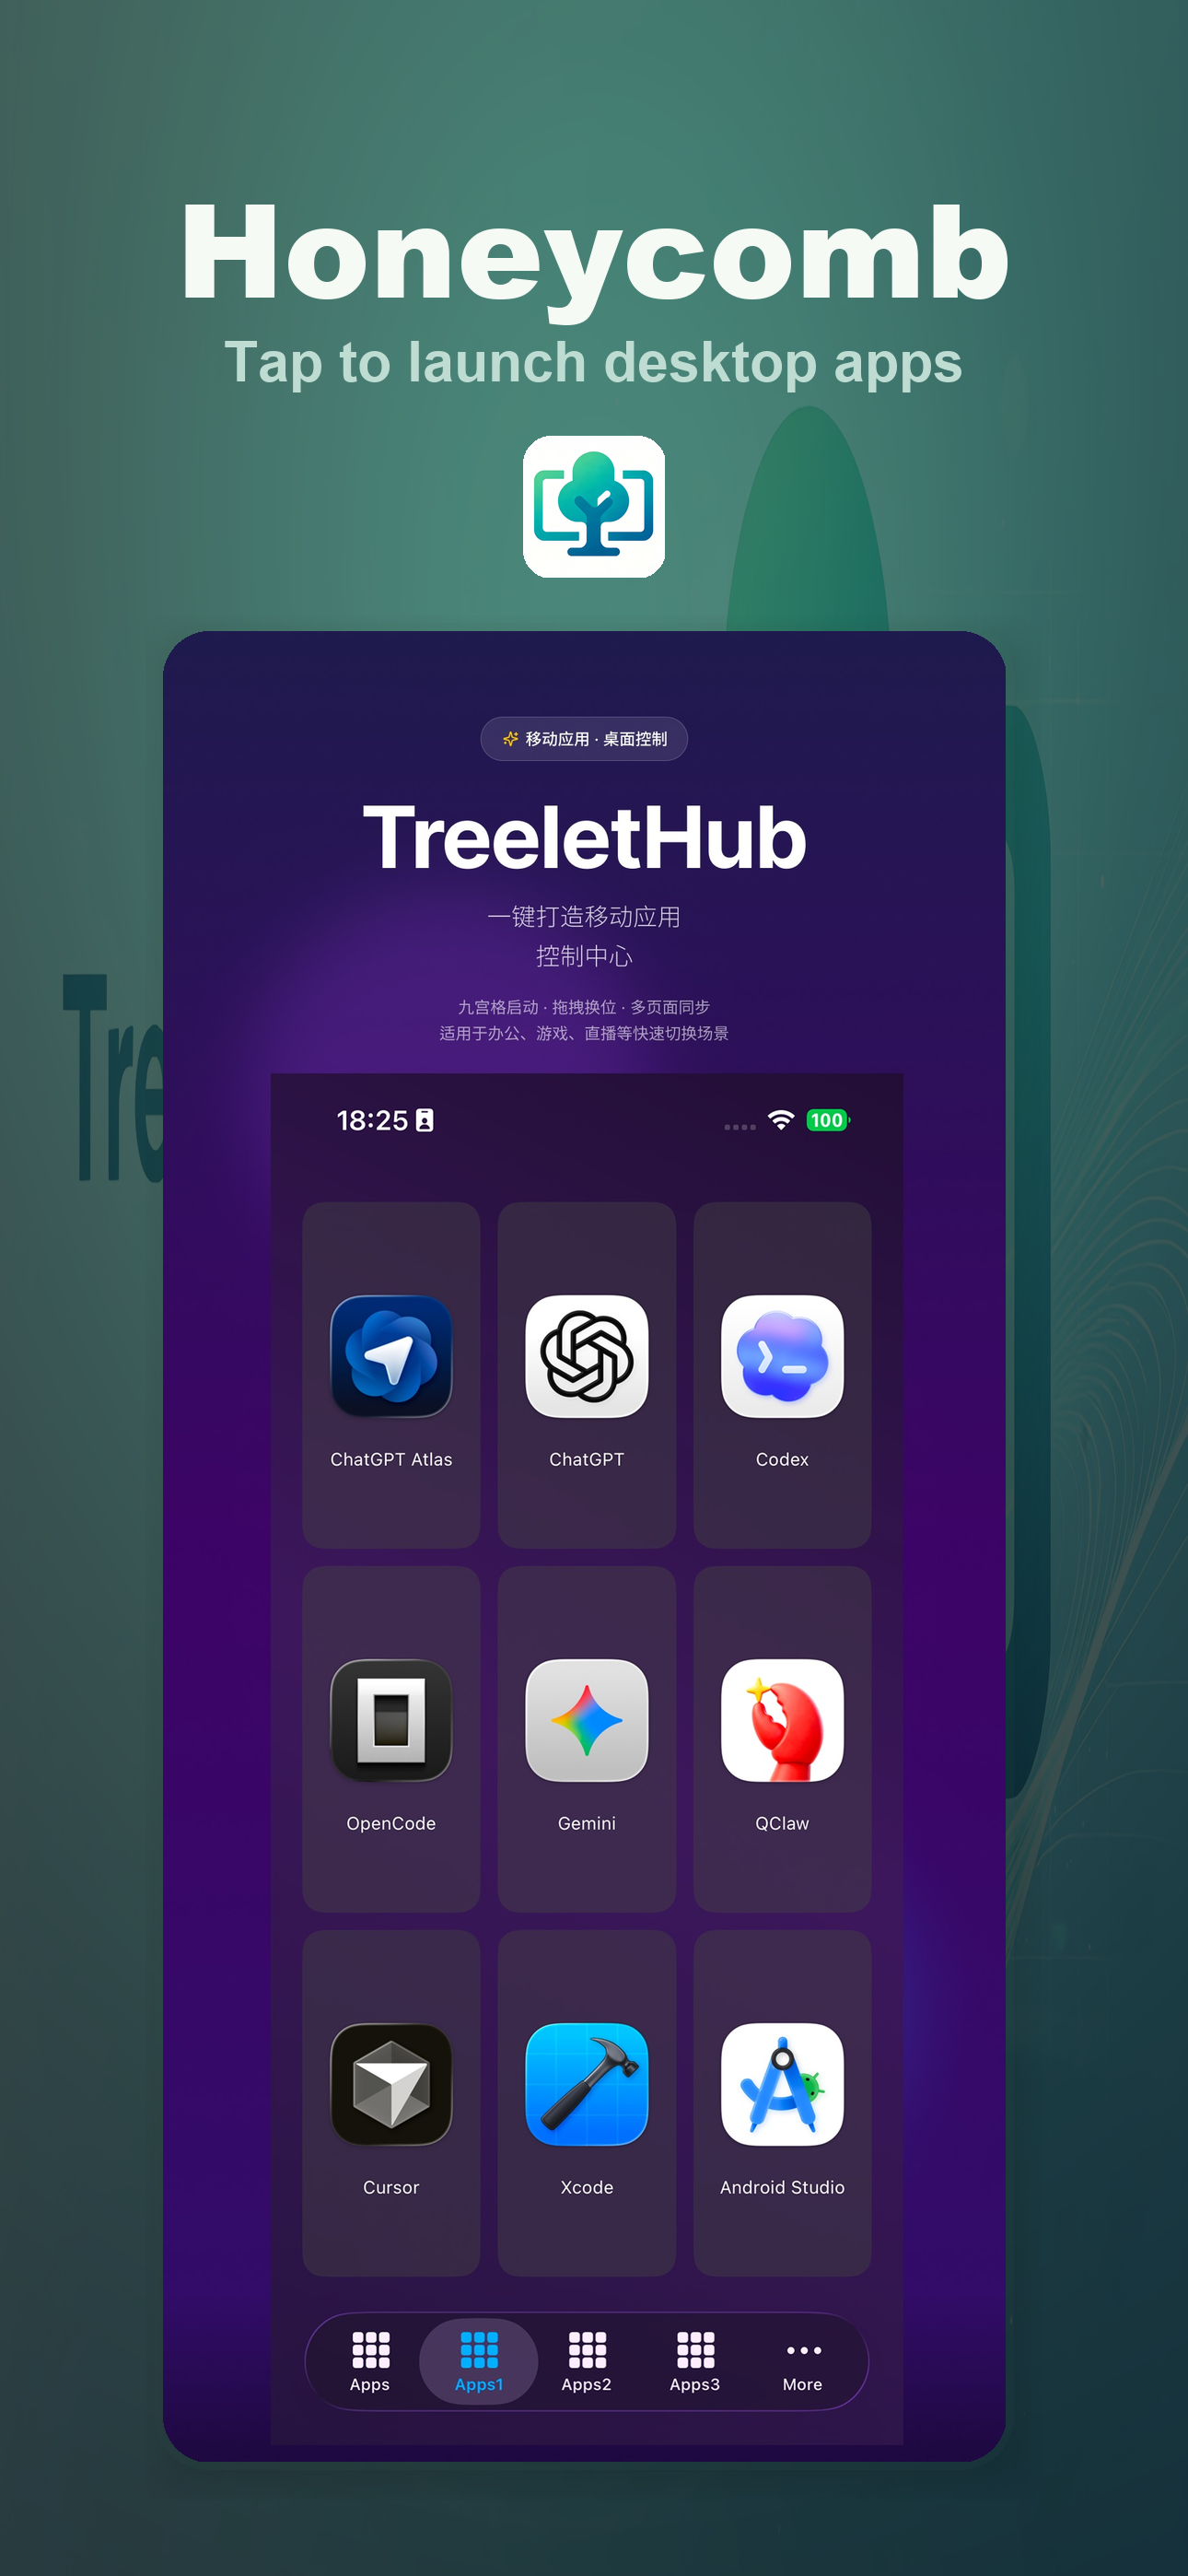 Honeycomb
Tap to launch desktop apps
移动应用 · 桌面控制
TreeletHub
一键打造移动应用
控制中心
九宫格启动 · 拖拽换位 · 多页面同步
适用于办公、游戏、直播等快速切换场景
Tre
18:25
100
ChatGPT Atlas
ChatGPT
Codex
OpenCode
Gemini
QClaw
Cursor
Xcode
Android Studio
Apps
Apps1
Apps2
Apps3
More